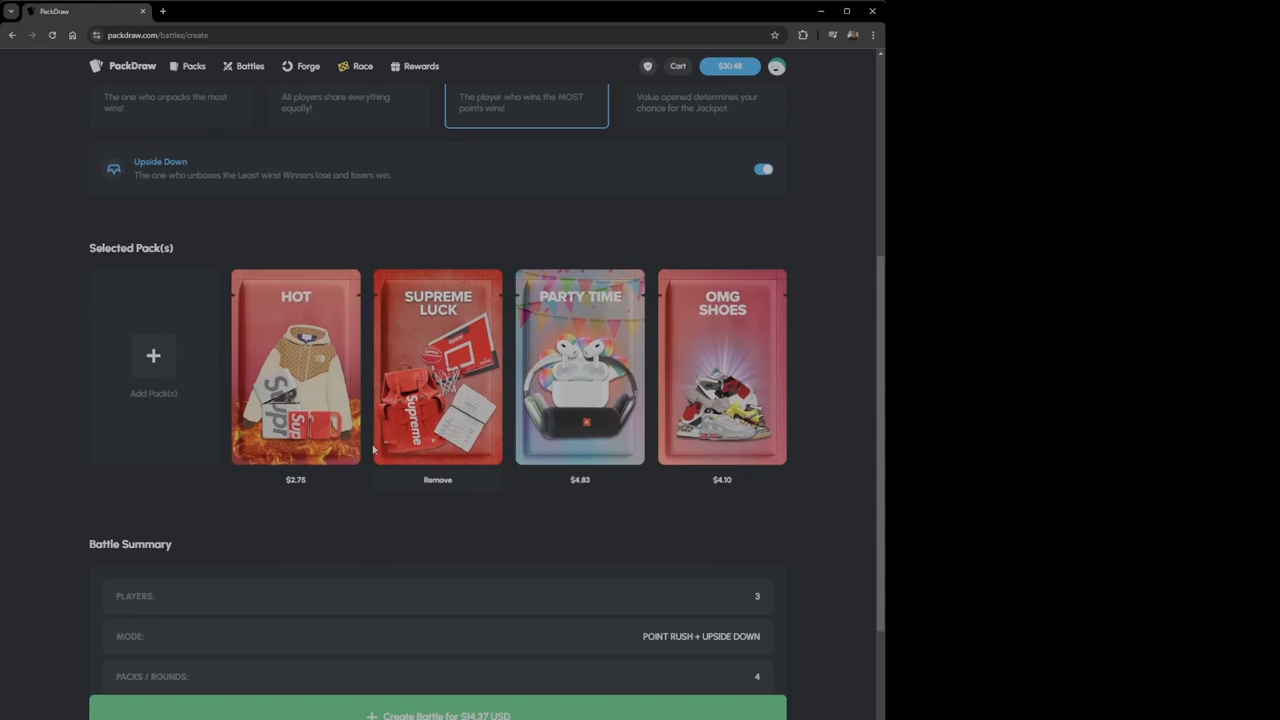 PackDraw
packdraw.com/battles/create
PackDraw
Packs
Battles
Forge
Race
Rewards
Cart
$30.48
The one who unpacks the most
wins!
All players share everything
equally!
The player who wins the MOST
points wins!
Value opened determines your
chance for the Jackpot.
Upside Down
The one who unboxes the Least wins! Winners lose and losers win.
Selected Pack(s)
Add Pack(s)
HOT
SUPREME
LUCK
PARTY TIME
OMG
SHOES
Supreme
$2.75
Remove
$4.83
$4.10
Battle Summary
PLAYERS:
3
MODE:
POINT RUSH + UPSIDE DOWN
PACKS / ROUNDS:
4
Create Battle for $14.37 USD